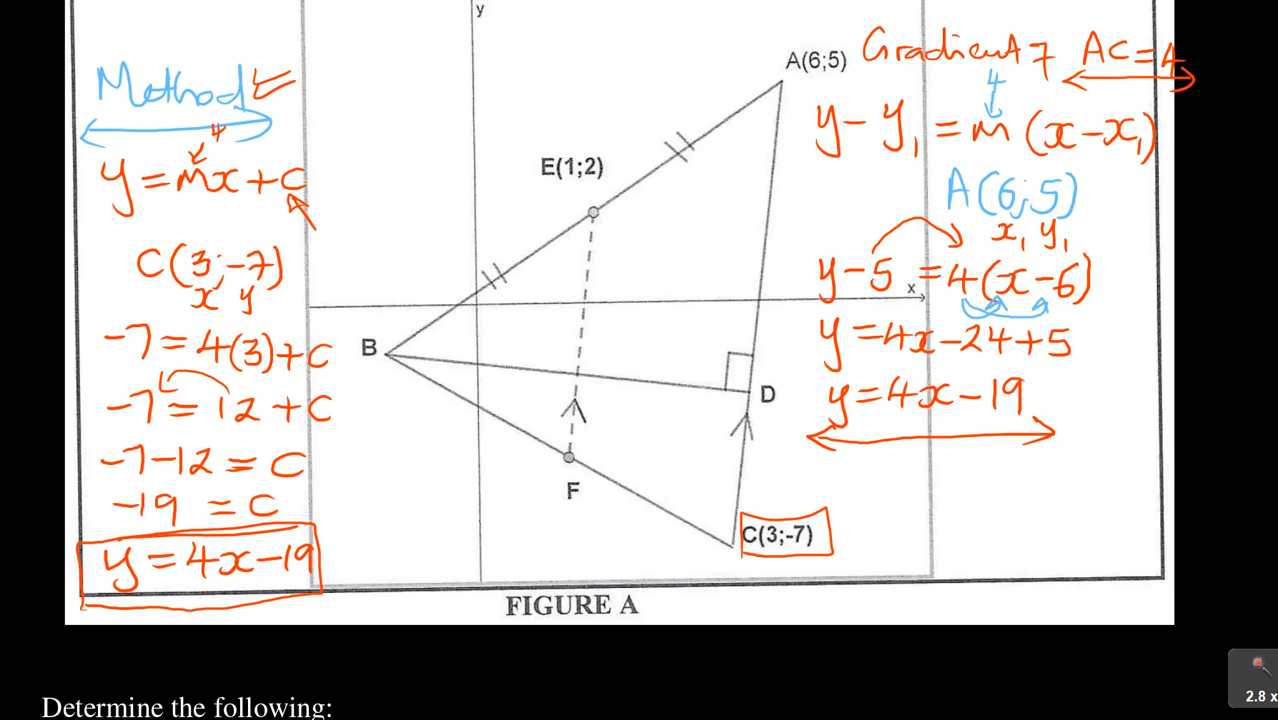 y
A(6;5)
E(1;2)
x
B
D
F
C(3;-7)
FIGURE A
Method
4
y = mx + c
C(3;-7)
x y
-7 = 4(3) + C
-7 = 12 + C
-7-12 = C
-19 = C
y = 4x - 19
Gradient 7 AC = 4
4
y - y₁ = m (x - x₁)
A(6;5)
x₁ y₁
y - 5 = 4(x - 6)
y = 4x - 24 + 5
y = 4x - 19
Determine the following:
2.8 x